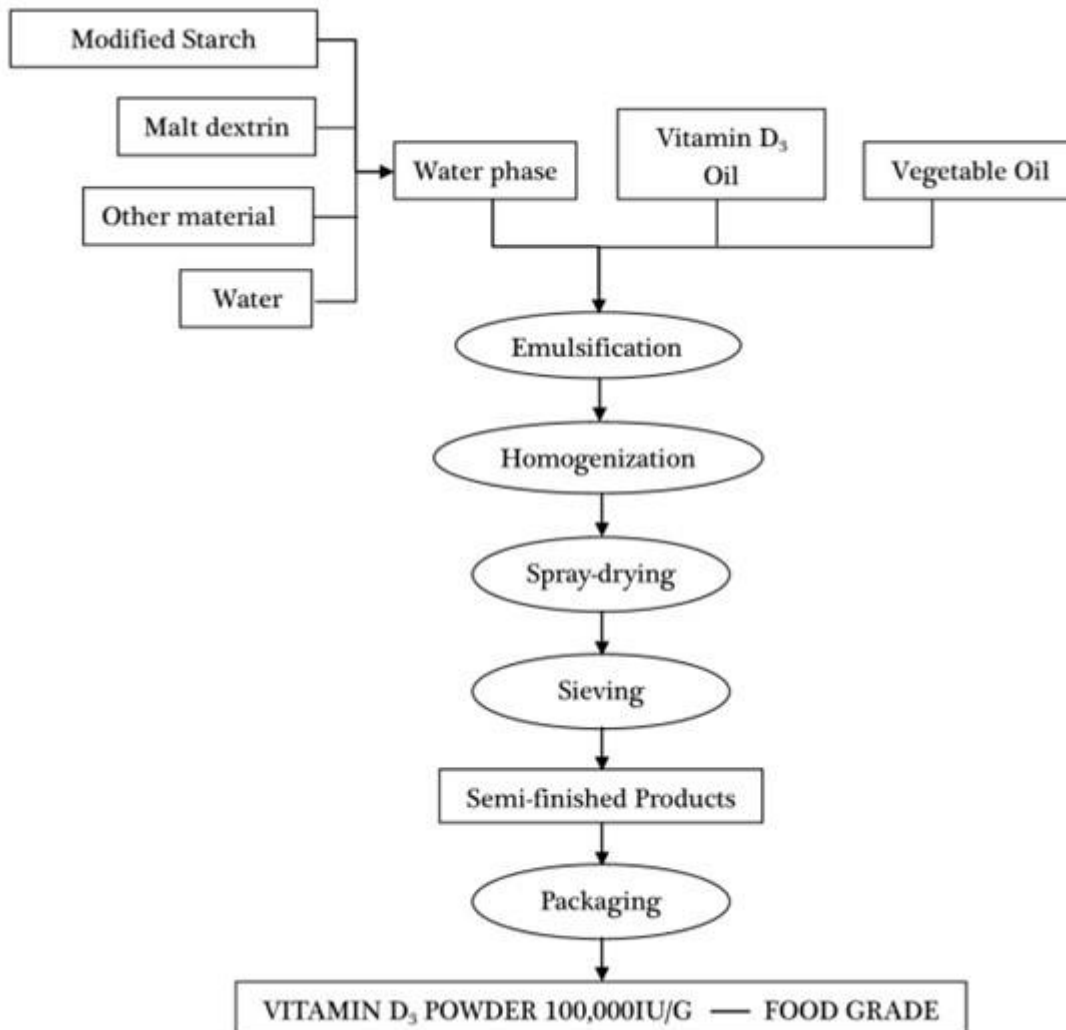 Modified Starch
Malt dextrin
Other material
Water
Water phase
Vitamin D₃
Oil
Vegetable Oil
Emulsification
Homogenization
Spray-drying
Sieving
Semi-finished Products
Packaging
VITAMIN D₃ POWDER 100,000IU/G — FOOD GRADE